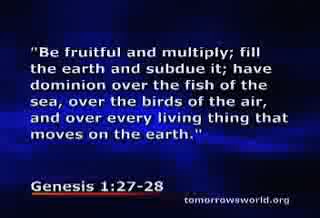 "Be fruitful and multiply; fill
the earth and subdue it; have
dominion over the fish of the
sea, over the birds of the air,
and over every living thing that
moves on the earth."
Genesis 1:27-28
tomorrowsworld.org